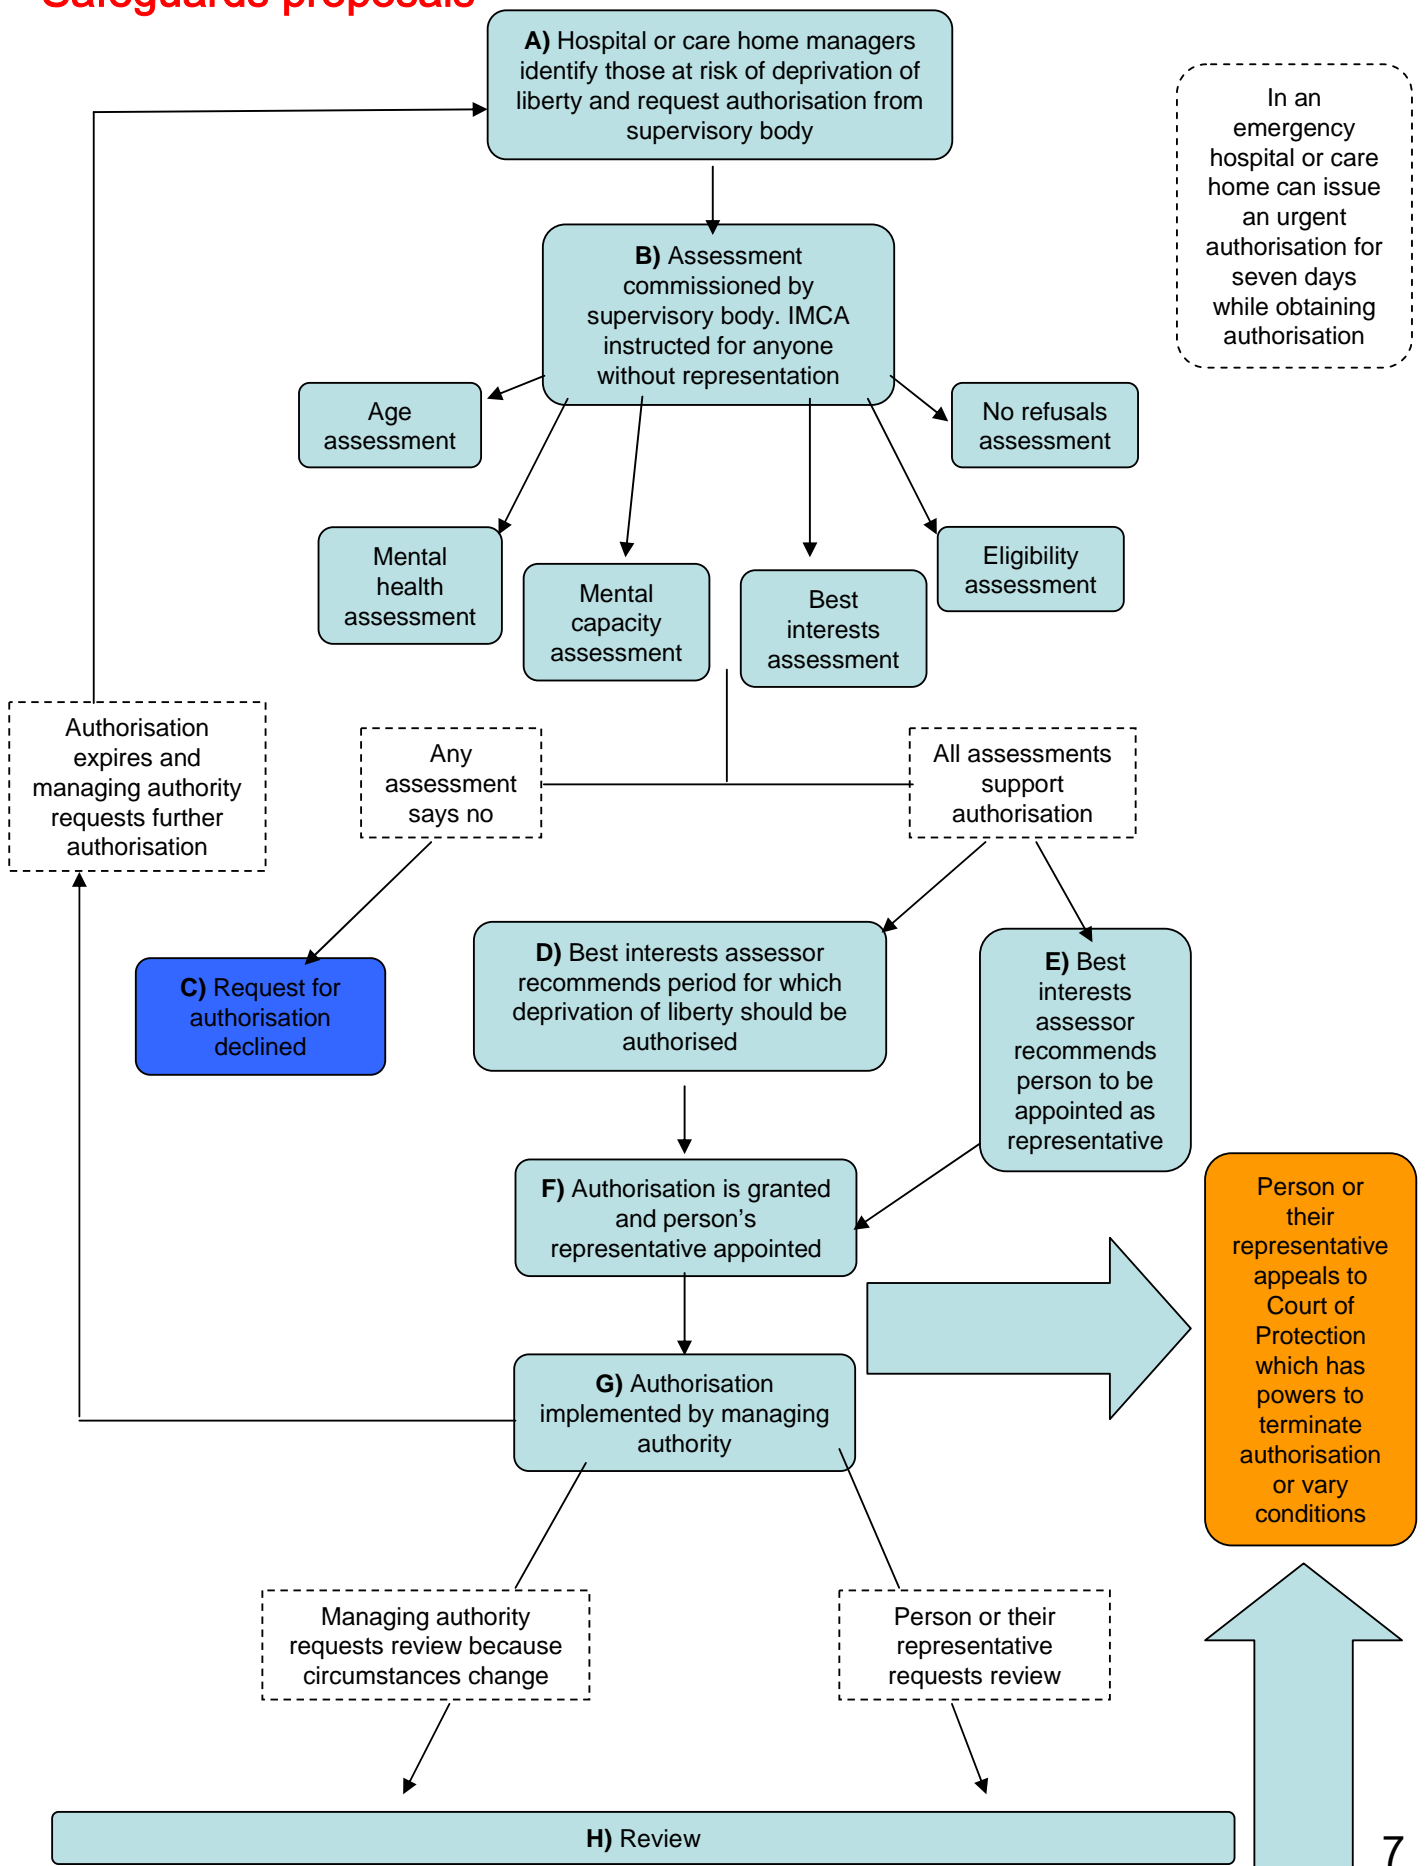 Safeguards proposals
A) Hospital or care home managers
identify those at risk of deprivation of
liberty and request authorisation from
supervisory body
In an
emergency
hospital or care
home can issue
an urgent
authorisation for
seven days
while obtaining
authorisation
B) Assessment
commissioned by
supervisory body. IMCA
instructed for anyone
without representation
Age
assessment
No refusals
assessment
Mental
health
assessment
Mental
capacity
assessment
Best
interests
assessment
Eligibility
assessment
Authorisation
expires and
managing authority
requests further
authorisation
Any
assessment
says no
All assessments
support
authorisation
C) Request for
authorisation
declined
D) Best interests assessor
recommends period for which
deprivation of liberty should be
authorised
E) Best
interests
assessor
recommends
person to be
appointed as
representative
F) Authorisation is granted
and person’s
representative appointed
Person or
their
representative
appeals to
Court of
Protection
which has
powers to
terminate
authorisation
or vary
conditions
G) Authorisation
implemented by managing
authority
Managing authority
requests review because
circumstances change
Person or their
representative
requests review
H) Review
7